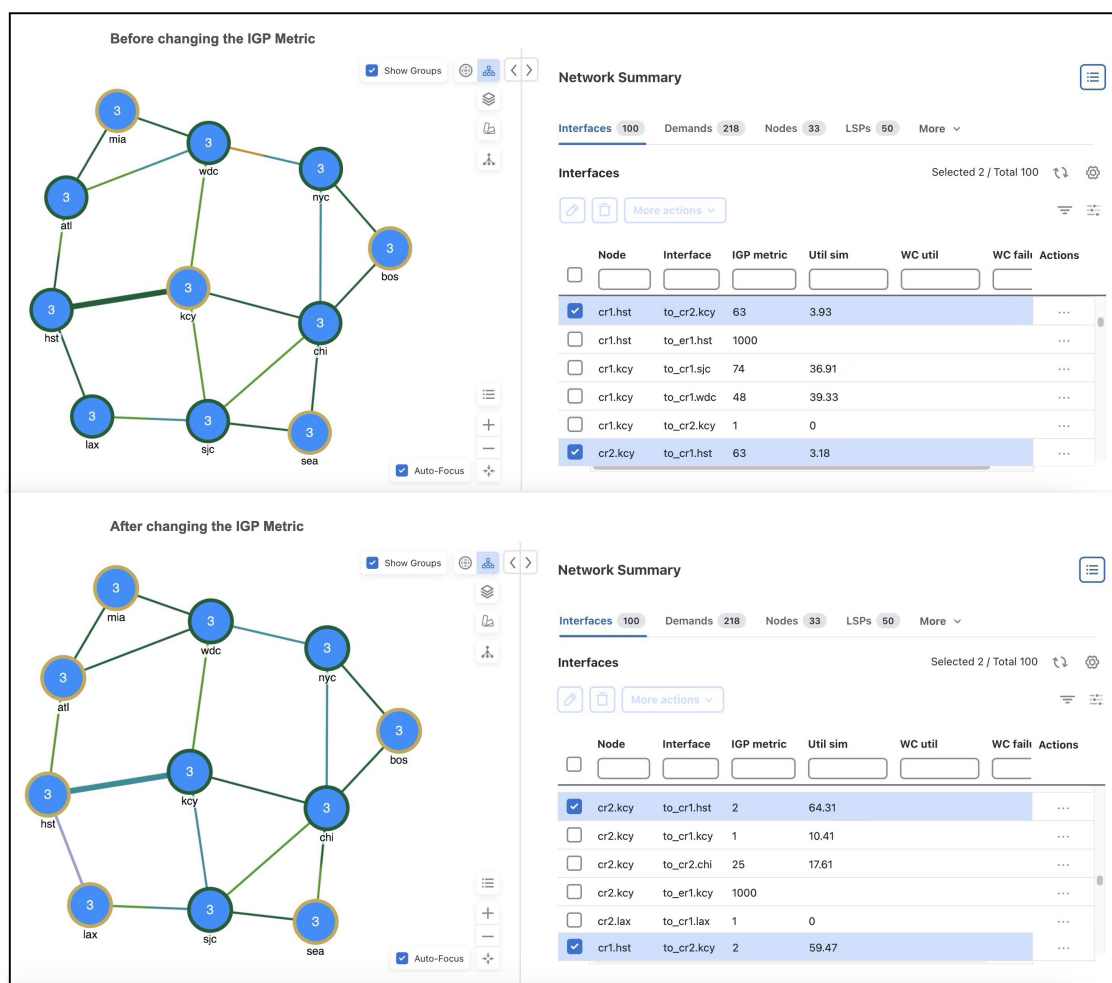 Before changing the IGP Metric
Show Groups
3
mia
3
wdc
3
nyc
3
atl
3
bos
3
kcy
3
hst
3
chi
3
lax
3
sjc
3
sea
Auto-Focus
Network Summary
Interfaces 100 Demands 218 Nodes 33 LSPs 50 More
Interfaces Selected 2 / Total 100
More actions
Node Interface IGP metric Util sim WC util WC failu Actions
cr1.hst to_cr2.kcy 63 3.93 ...
cr1.hst to_er1.hst 1000 ...
cr1.kcy to_cr1.sjc 74 36.91 ...
cr1.kcy to_cr1.wdc 48 39.33 ...
cr1.kcy to_cr2.kcy 1 0 ...
cr2.kcy to_cr1.hst 63 3.18 ...
After changing the IGP Metric
Show Groups
3
mia
3
wdc
3
nyc
3
atl
3
bos
3
kcy
3
hst
3
chi
3
lax
3
sjc
3
sea
Auto-Focus
Network Summary
Interfaces 100 Demands 218 Nodes 33 LSPs 50 More
Interfaces Selected 2 / Total 100
More actions
Node Interface IGP metric Util sim WC util WC failu Actions
cr2.kcy to_cr1.hst 2 64.31 ...
cr2.kcy to_cr1.kcy 1 10.41 ...
cr2.kcy to_cr2.chi 25 17.61 ...
cr2.kcy to_er1.kcy 1000 ...
cr2.lax to_cr1.lax 1 0 ...
cr1.hst to_cr2.kcy 2 59.47 ...